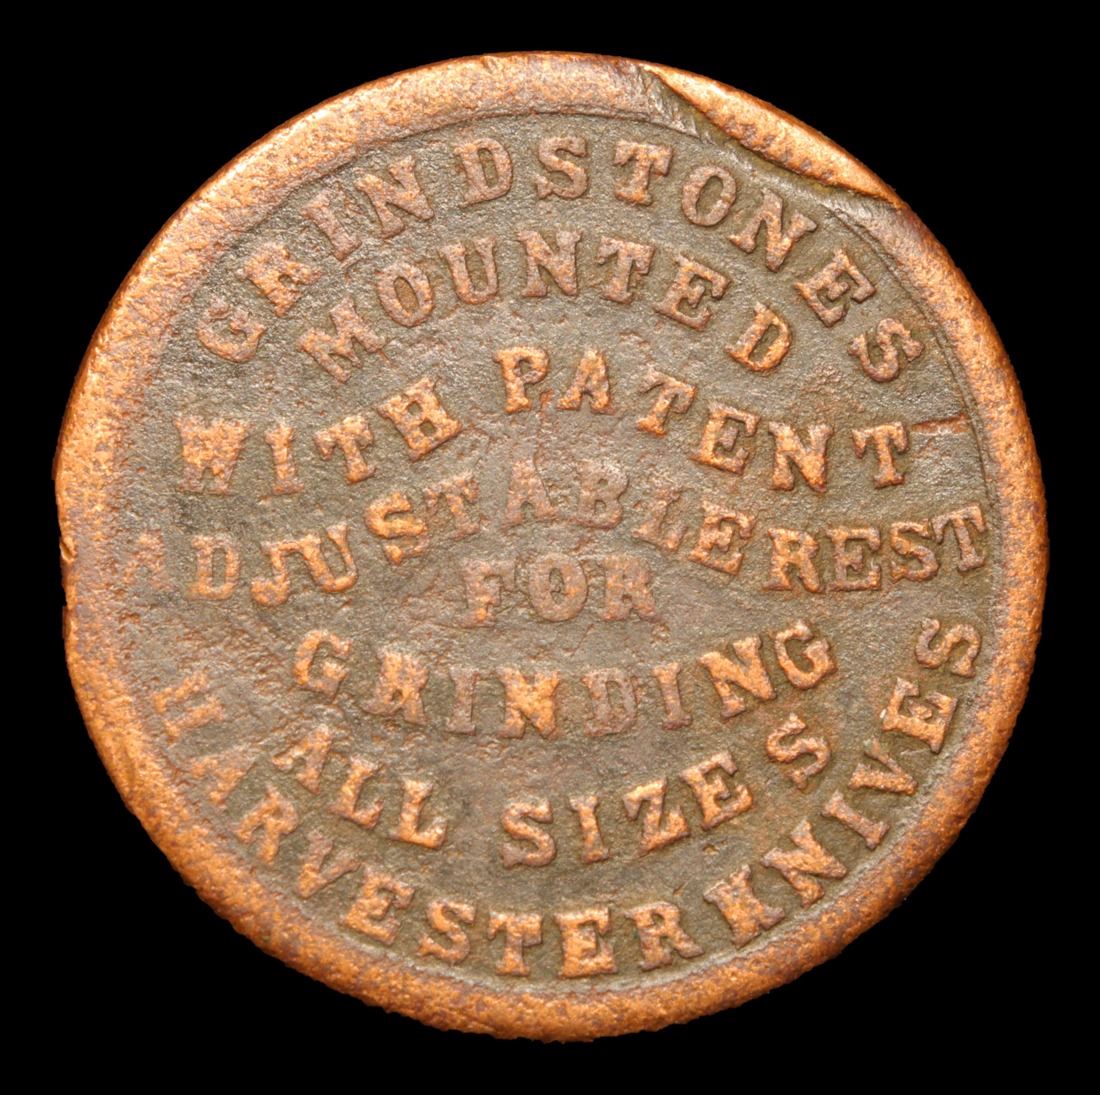 GRINDSTONES
MOUNTED
WITH PATENT
ADJUSTABLE REST
FOR
GRINDING
ALL SIZES
HARVESTER KNIVES